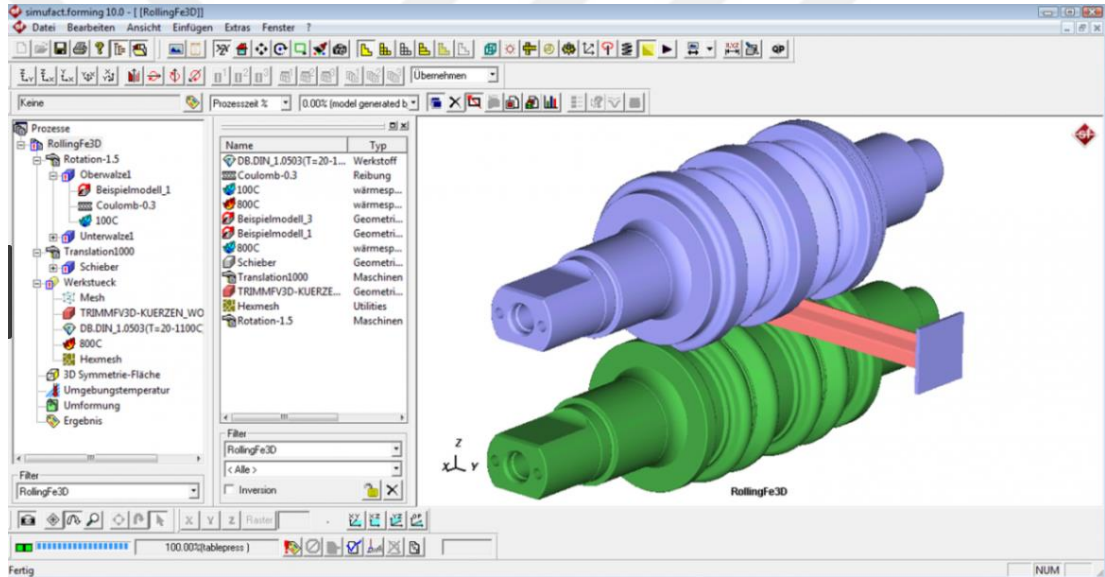 simufact.forming 10.0 - [ [RollingFe3D]]
Datei Bearbeiten Ansicht Einfügen Extras Fenster ?
Übernehmen
Keine
Prozesszeit %
0.00% (model generated b
Prozesse
RollingFe3D
Rotation-1.5
Oberwalze1
Beispielmodell_1
Coulomb-0.3
100C
Unterwalze1
Translation1000
Schieber
Werkstueck
Mesh
TRIMMFV3D-KUERZEN_WO
DB.DIN_1.0503(T=20-1100C
800C
Hexmesh
3D Symmetrie-Fläche
Umgebungstemperatur
Umformung
Ergebnis
Filter
RollingFe3D
Name Typ
DB.DIN_1.0503(T=20-1... Werkstoff
Coulomb-0.3 Reibung
100C wärmesp...
800C wärmesp...
Beispielmodell_3 Geometri...
Beispielmodell_1 Geometri...
800C wärmesp...
Schieber Geometri...
Translation1000 Maschinen
TRIMMFV3D-KUERZE... Geometri...
Hexmesh Utilities
Rotation-1.5 Maschinen
Filter
RollingFe3D
< Alle >
Inversion
Z
X Y
RollingFe3D
X Y Z Raster
100.00%(tablepress )
Fertig
NUM